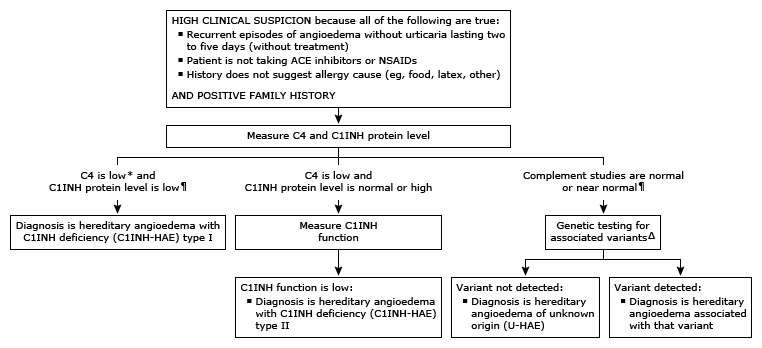 HIGH CLINICAL SUSPICION because all of the following are true:
▪ Recurrent episodes of angioedema without urticaria lasting two
to five days (without treatment)
▪ Patient is not taking ACE inhibitors or NSAIDs
▪ History does not suggest allergy cause (eg, food, latex, other)
AND POSITIVE FAMILY HISTORY
Measure C4 and C1INH protein level
C4 is low* and
C1INH protein level is low¶
Diagnosis is hereditary angioedema with
C1INH deficiency (C1INH-HAE) type I
C4 is low and
C1INH protein level is normal or high
Measure C1INH
function
C1INH function is low:
▪ Diagnosis is hereditary angioedema
with C1INH deficiency (C1INH-HAE)
type II
Complement studies are normal
or near normal¶
Genetic testing for
associated variantsΔ
Variant not detected:
▪ Diagnosis is hereditary
angioedema of unknown
origin (U-HAE)
Variant detected:
▪ Diagnosis is hereditary
angioedema associated
with that variant